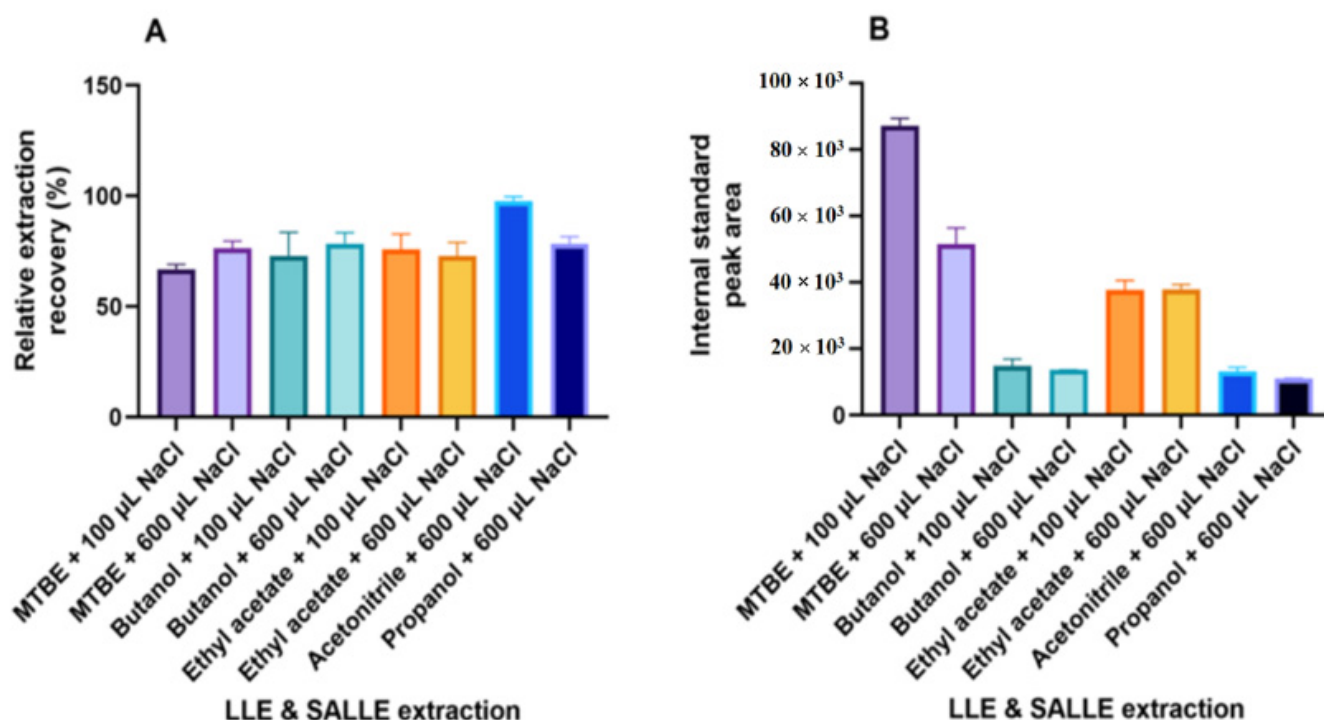 A
Relative extraction
recovery (%)
150
100
50
0
MTBE + 100 µL NaCl
MTBE + 600 µL NaCl
Butanol + 100 µL NaCl
Butanol + 600 µL NaCl
Ethyl acetate + 100 µL NaCl
Ethyl acetate + 600 µL NaCl
Acetonitrile + 600 µL NaCl
Propanol + 600 µL NaCl
LLE & SALLE extraction
B
Internal standard
peak area
100 × 10³
80 × 10³
60 × 10³
40 × 10³
20 × 10³
0
MTBE + 100 µL NaCl
MTBE + 600 µL NaCl
Butanol + 100 µL NaCl
Butanol + 600 µL NaCl
Ethyl acetate + 100 µL NaCl
Ethyl acetate + 600 µL NaCl
Acetonitrile + 600 µL NaCl
Propanol + 600 µL NaCl
LLE & SALLE extraction